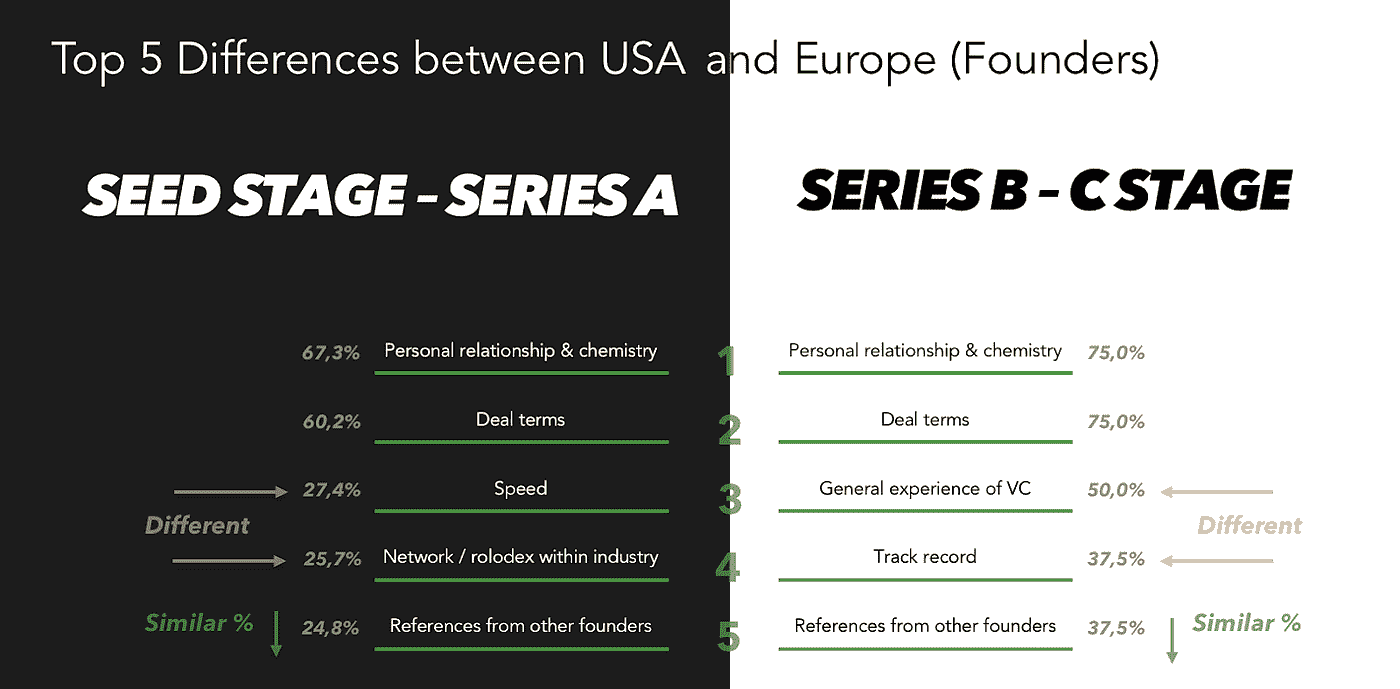 Top 5 Differences between USA and Europe (Founders)
SEED STAGE – SERIES A
SERIES B – C STAGE
67,3% Personal relationship & chemistry 1 Personal relationship & chemistry 75,0%
60,2% Deal terms 2 Deal terms 75,0%
27,4% Speed 3 General experience of VC 50,0%
Different Different
25,7% Network / rolodex within industry 4 Track record 37,5%
Similar % 24,8% References from other founders 5 References from other founders 37,5% Similar %